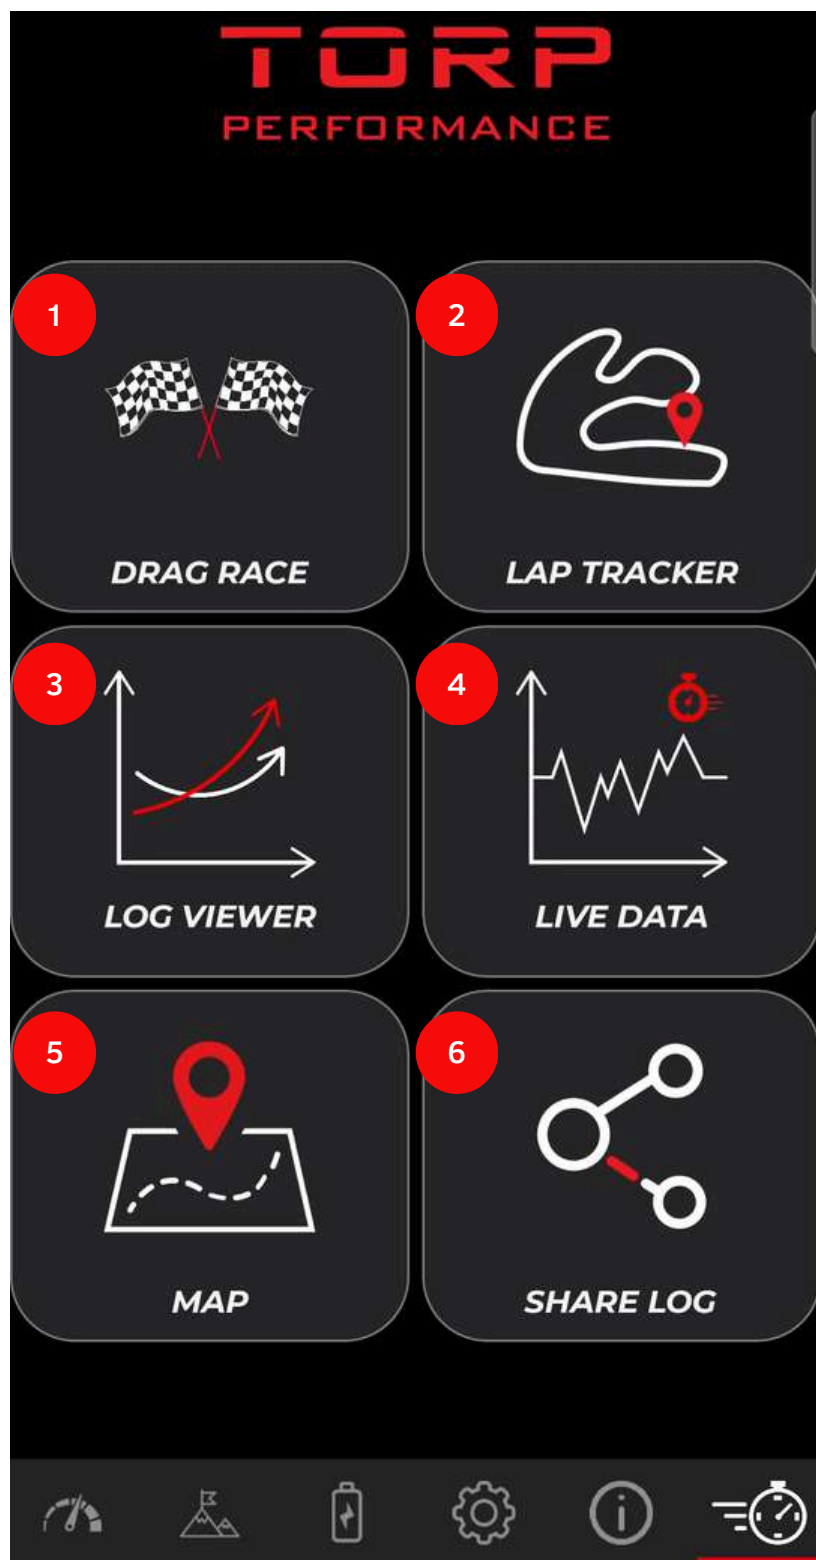 TORP
PERFORMANCE
1
2
DRAG RACE
LAP TRACKER
3
4
LOG VIEWER
LIVE DATA
5
6
MAP
SHARE LOG